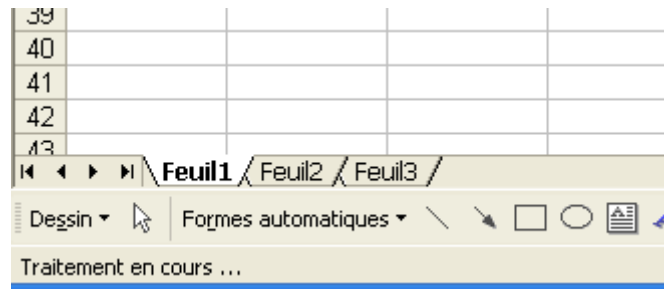 39
40
41
42
43
Feuil1 Feuil2 Feuil3
Dessin Formes automatiques
Traitement en cours ...